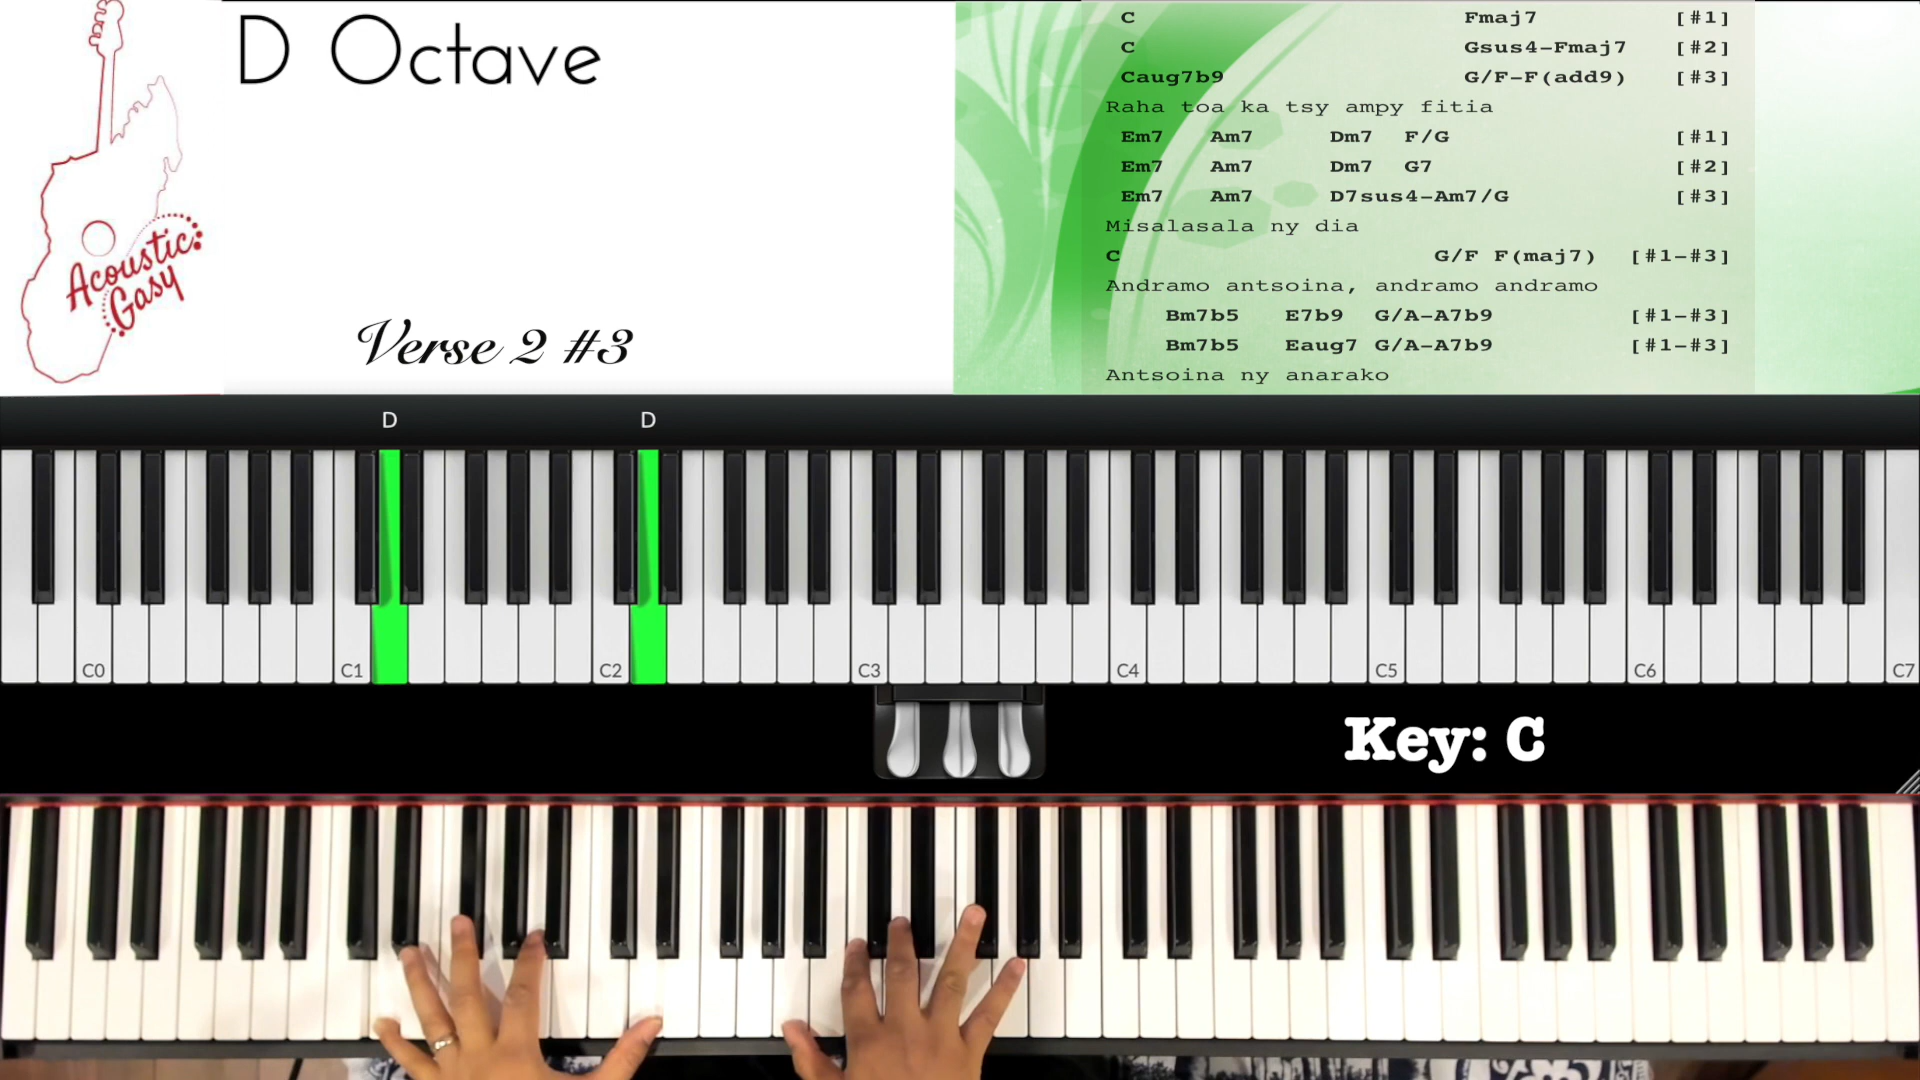 D Octave
Acoustic
Gasy
Verse 2 #3
C Fmaj7 [#1]
C Gsus4-Fmaj7 [#2]
Caug7b9 G/F-F(add9) [#3]
Raha toa ka tsy ampy fitia
Em7 Am7 Dm7 F/G [#1]
Em7 Am7 Dm7 G7 [#2]
Em7 Am7 D7sus4-Am7/G [#3]
Misalasala ny dia
C G/F F(maj7) [#1-#3]
Andramo antsoina, andramo andramo
Bm7b5 E7b9 G/A-A7b9 [#1-#3]
Bm7b5 Eaug7 G/A-A7b9 [#1-#3]
Antsoina ny anarako
D D
C0 C1 C2 C3 C4 C5 C6 C7
Key: C